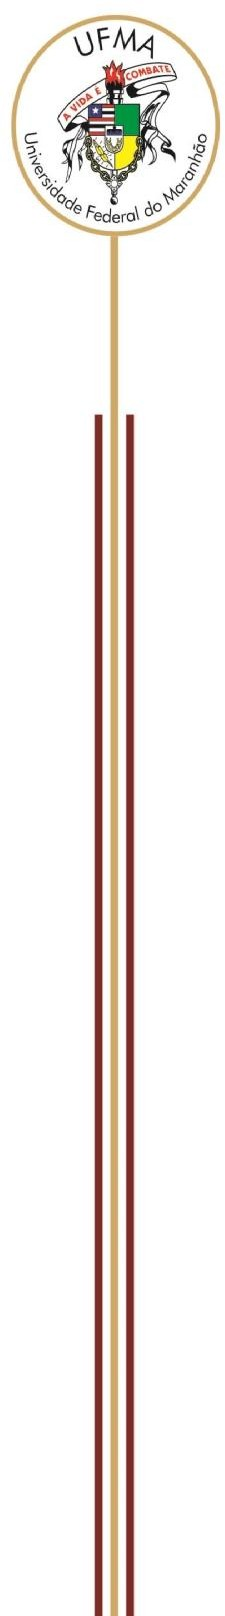 UFMA
A VIDA É COMBATE
Universidade Federal do Maranhão